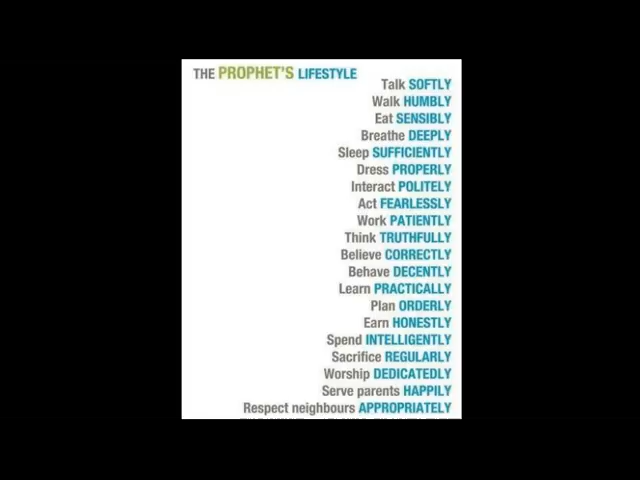 THE PROPHET'S LIFESTYLE
Talk SOFTLY
Walk HUMBLY
Eat SENSIBLY
Breathe DEEPLY
Sleep SUFFICIENTLY
Dress PROPERLY
Interact POLITELY
Act FEARLESSLY
Work PATIENTLY
Think TRUTHFULLY
Believe CORRECTLY
Behave DECENTLY
Learn PRACTICALLY
Plan ORDERLY
Earn HONESTLY
Spend INTELLIGENTLY
Sacrifice REGULARLY
Worship DEDICATEDLY
Serve parents HAPPILY
Respect neighbours APPROPRIATELY